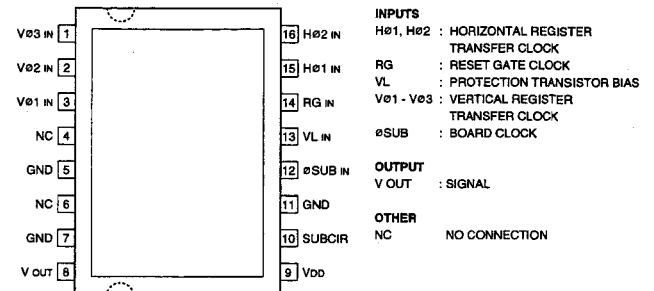 VØ3 IN 1
VØ2 IN 2
VØ1 IN 3
NC 4
GND 5
NC 6
GND 7
V OUT 8
16 HØ2 IN
15 HØ1 IN
14 RG IN
13 VL IN
12 ØSUB IN
11 GND
10 SUBCIR
9 VDD
INPUTS
HØ1, HØ2 : HORIZONTAL REGISTER
TRANSFER CLOCK
RG : RESET GATE CLOCK
VL : PROTECTION TRANSISTOR BIAS
VØ1 - VØ3 : VERTICAL REGISTER
TRANSFER CLOCK
ØSUB : BOARD CLOCK
OUTPUT
V OUT : SIGNAL
OTHER
NC NO CONNECTION